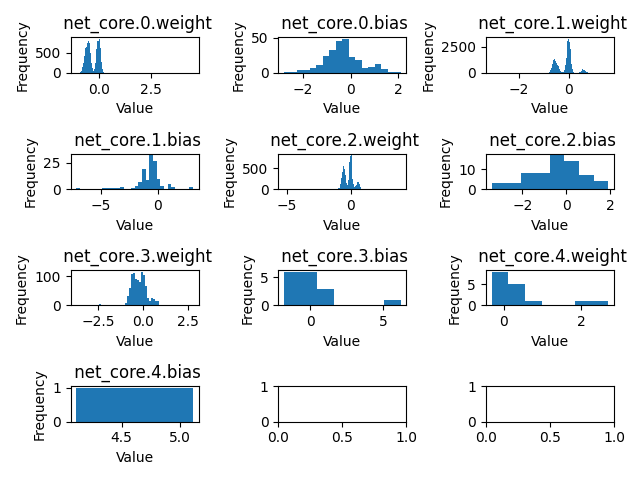 net_core.0.weight
net_core.0.bias
net_core.1.weight
Frequency
500
0
0.0
2.5
Value
Frequency
50
0
−2
0
2
Value
Frequency
2500
0
−2
0
Value
net_core.1.bias
net_core.2.weight
net_core.2.bias
Frequency
25
0
−5
0
Value
Frequency
500
0
−5
0
Value
Frequency
10
0
−2
0
2
Value
net_core.3.weight
net_core.3.bias
net_core.4.weight
Frequency
100
0
−2.5
0.0
2.5
Value
Frequency
5
0
0
5
Value
Frequency
5
0
0
2
Value
net_core.4.bias
Frequency
1
0
4.5
5.0
Value
1
0
0.0
0.5
1.0
1
0
0.0
0.5
1.0